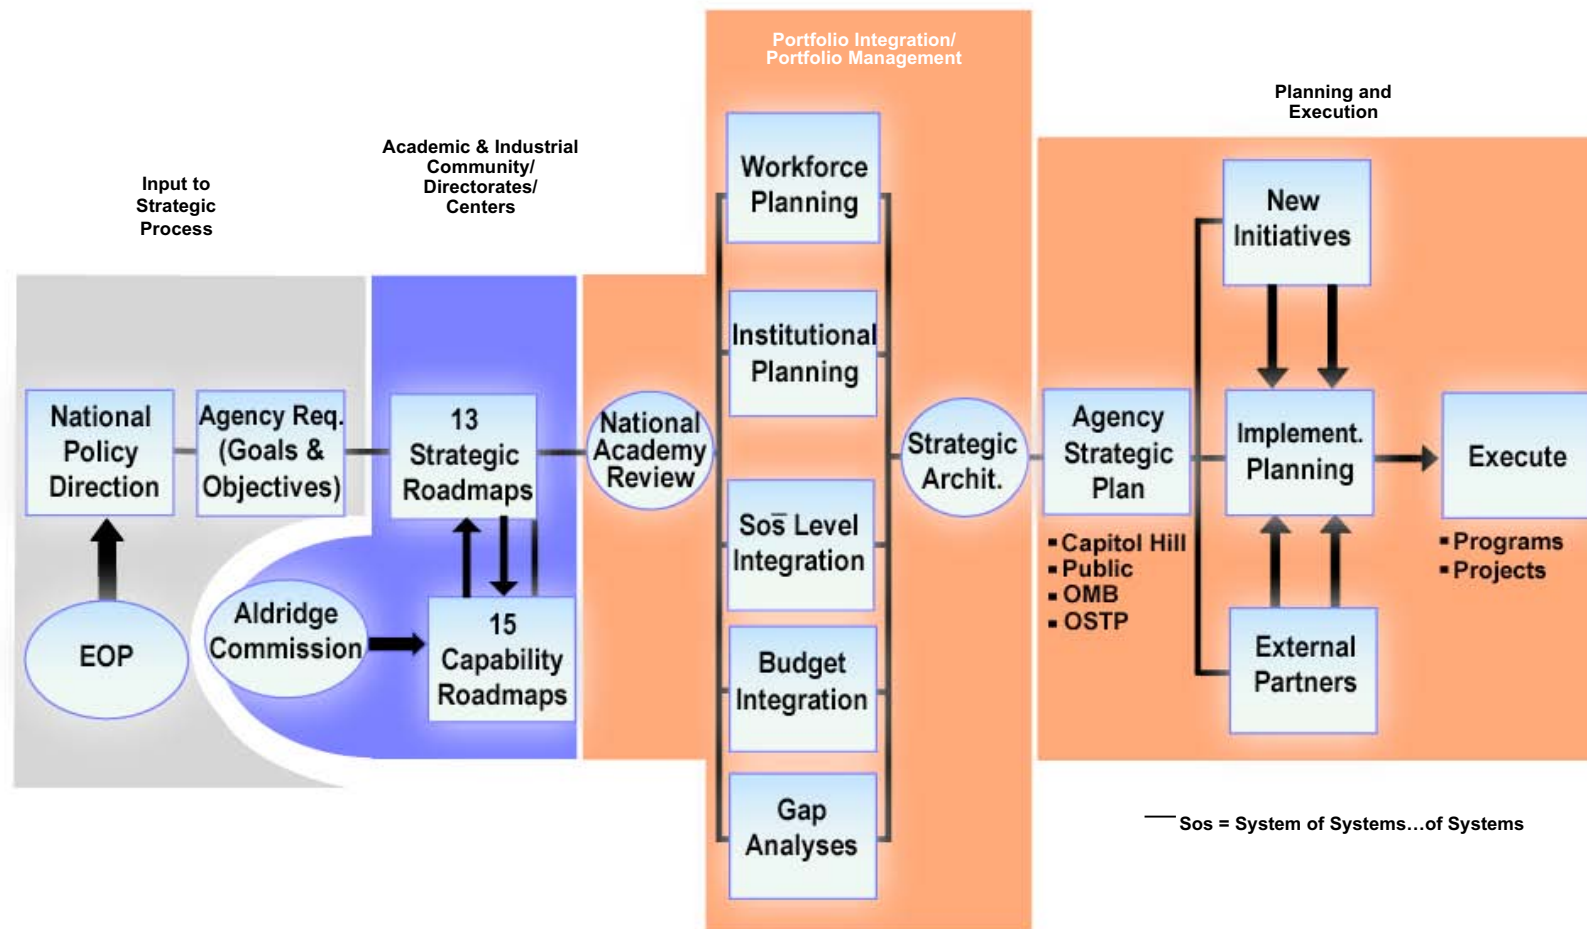 Portfolio Integration/
Portfolio Management
Planning and
Execution
Academic & Industrial
Community/
Directorates/
Centers
Input to
Strategic
Process
National
Policy
Direction
Agency Req.
(Goals &
Objectives)
EOP
Aldridge
Commission
13
Strategic
Roadmaps
15
Capability
Roadmaps
National
Academy
Review
Workforce
Planning
Institutional
Planning
Sos̅ Level
Integration
Budget
Integration
Gap
Analyses
Strategic
Archit.
Agency
Strategic
Plan
▪ Capitol Hill
▪ Public
▪ OMB
▪ OSTP
New
Initiatives
Implement.
Planning
External
Partners
Execute
▪ Programs
▪ Projects
Sos = System of Systems...of Systems